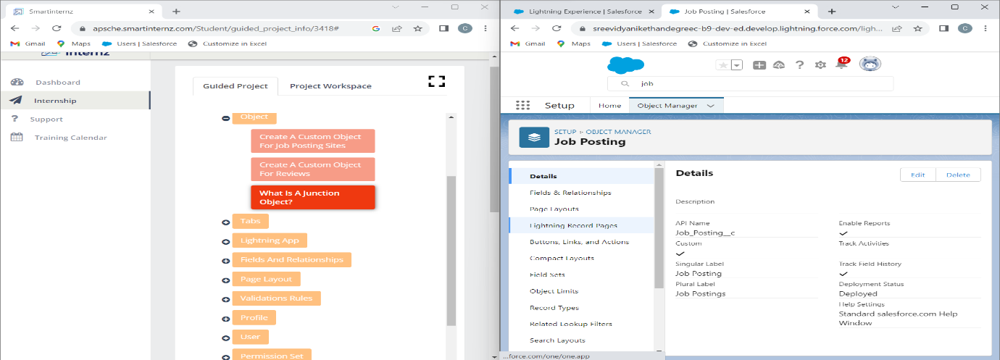 Smartinternz
apsche.smartinternz.com/Student/guided_project_info/3418#
C
Gmail
Maps
Users | Salesforce
Customize in Excel
internz
Dashboard
Internship
Support
Training Calendar
Guided Project
Project Workspace
Object
Create A Custom Object
For Job Posting Sites
Create A Custom Object
For Reviews
What Is A Junction
Object?
Tabs
Lightning App
Fields And Relationships
Page Layout
Validations Rules
Profile
User
Permission Set
Lightning Experience | Salesforce
Job Posting | Salesforce
sreevidyanikethandegreec-b9-dev-ed.develop.lightning.force.com/ligh...
C
Gmail
Maps
Users | Salesforce
Customize in Excel
12
job
Setup
Home
Object Manager
SETUP > OBJECT MANAGER
Job Posting
Details
Fields & Relationships
Page Layouts
Lightning Record Pages
Buttons, Links, and Actions
Compact Layouts
Field Sets
Object Limits
Record Types
Related Lookup Filters
Search Layouts
Details
Edit
Delete
Description
API Name
Job_Posting__c
Custom
Singular Label
Job Posting
Plural Label
Job Postings
Enable Reports
Track Activities
Track Field History
Deployment Status
Deployed
Help Settings
Standard salesforce.com Help
Window
...force.com/one/one.app